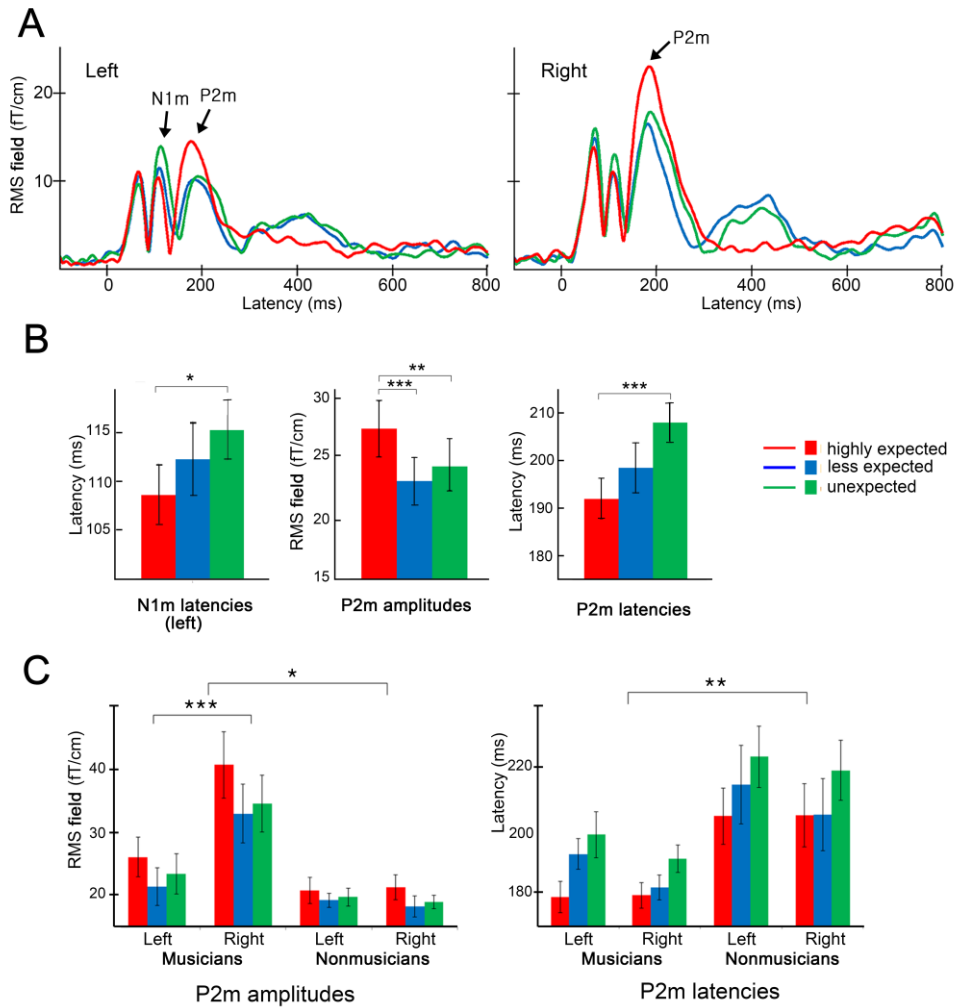 A
Left
N1m
P2m
RMS field (fT/cm)
20
10
0 200 400 600 800
Latency (ms)
Right
P2m
0 200 400 600 800
Latency (ms)
B
*
Latency (ms)
115
110
105
N1m latencies
(left)
**
***
RMS field (fT/cm)
30
26
22
15
P2m amplitudes
***
Latency (ms)
210
200
190
180
P2m latencies
highly expected
less expected
unexpected
C
*
***
RMS field (fT/cm)
40
30
20
Left Right Left Right
Musicians Nonmusicians
P2m amplitudes
**
Latency (ms)
220
200
180
Left Right Left Right
Musicians Nonmusicians
P2m latencies